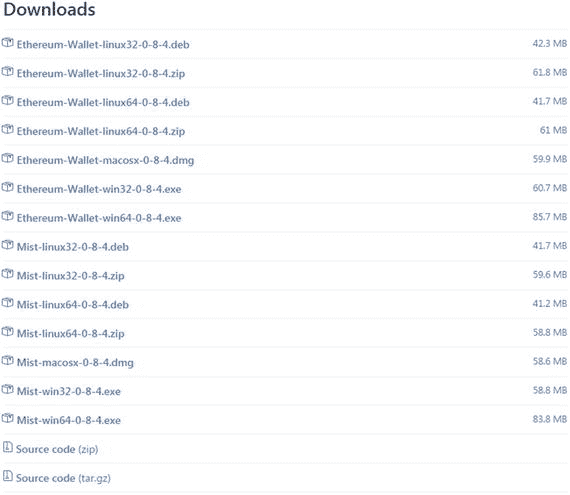 Downloads
Ethereum-Wallet-linux32-0-8-4.deb 42.3 MB
Ethereum-Wallet-linux32-0-8-4.zip 61.8 MB
Ethereum-Wallet-linux64-0-8-4.deb 41.7 MB
Ethereum-Wallet-linux64-0-8-4.zip 61 MB
Ethereum-Wallet-macosx-0-8-4.dmg 59.9 MB
Ethereum-Wallet-win32-0-8-4.exe 60.7 MB
Ethereum-Wallet-win64-0-8-4.exe 85.7 MB
Mist-linux32-0-8-4.deb 41.7 MB
Mist-linux32-0-8-4.zip 59.6 MB
Mist-linux64-0-8-4.deb 41.2 MB
Mist-linux64-0-8-4.zip 58.8 MB
Mist-macosx-0-8-4.dmg 58.6 MB
Mist-win32-0-8-4.exe 58.8 MB
Mist-win64-0-8-4.exe 83.8 MB
Source code (zip)
Source code (tar.gz)